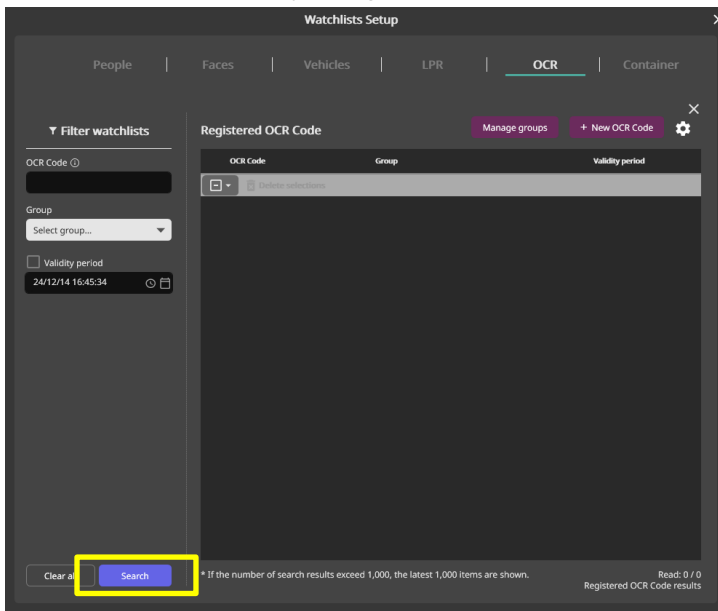 Watchlists Setup
People | Faces | Vehicles | LPR | OCR | Container
Filter watchlists
OCR Code
Group
Select group...
Validity period
24/12/14 16:45:34
Registered OCR Code
Manage groups
+ New OCR Code
OCR Code Group Validity period
Delete selections
Clear all
Search
* If the number of search results exceed 1,000, the latest 1,000 items are shown.
Read: 0 / 0
Registered OCR Code results